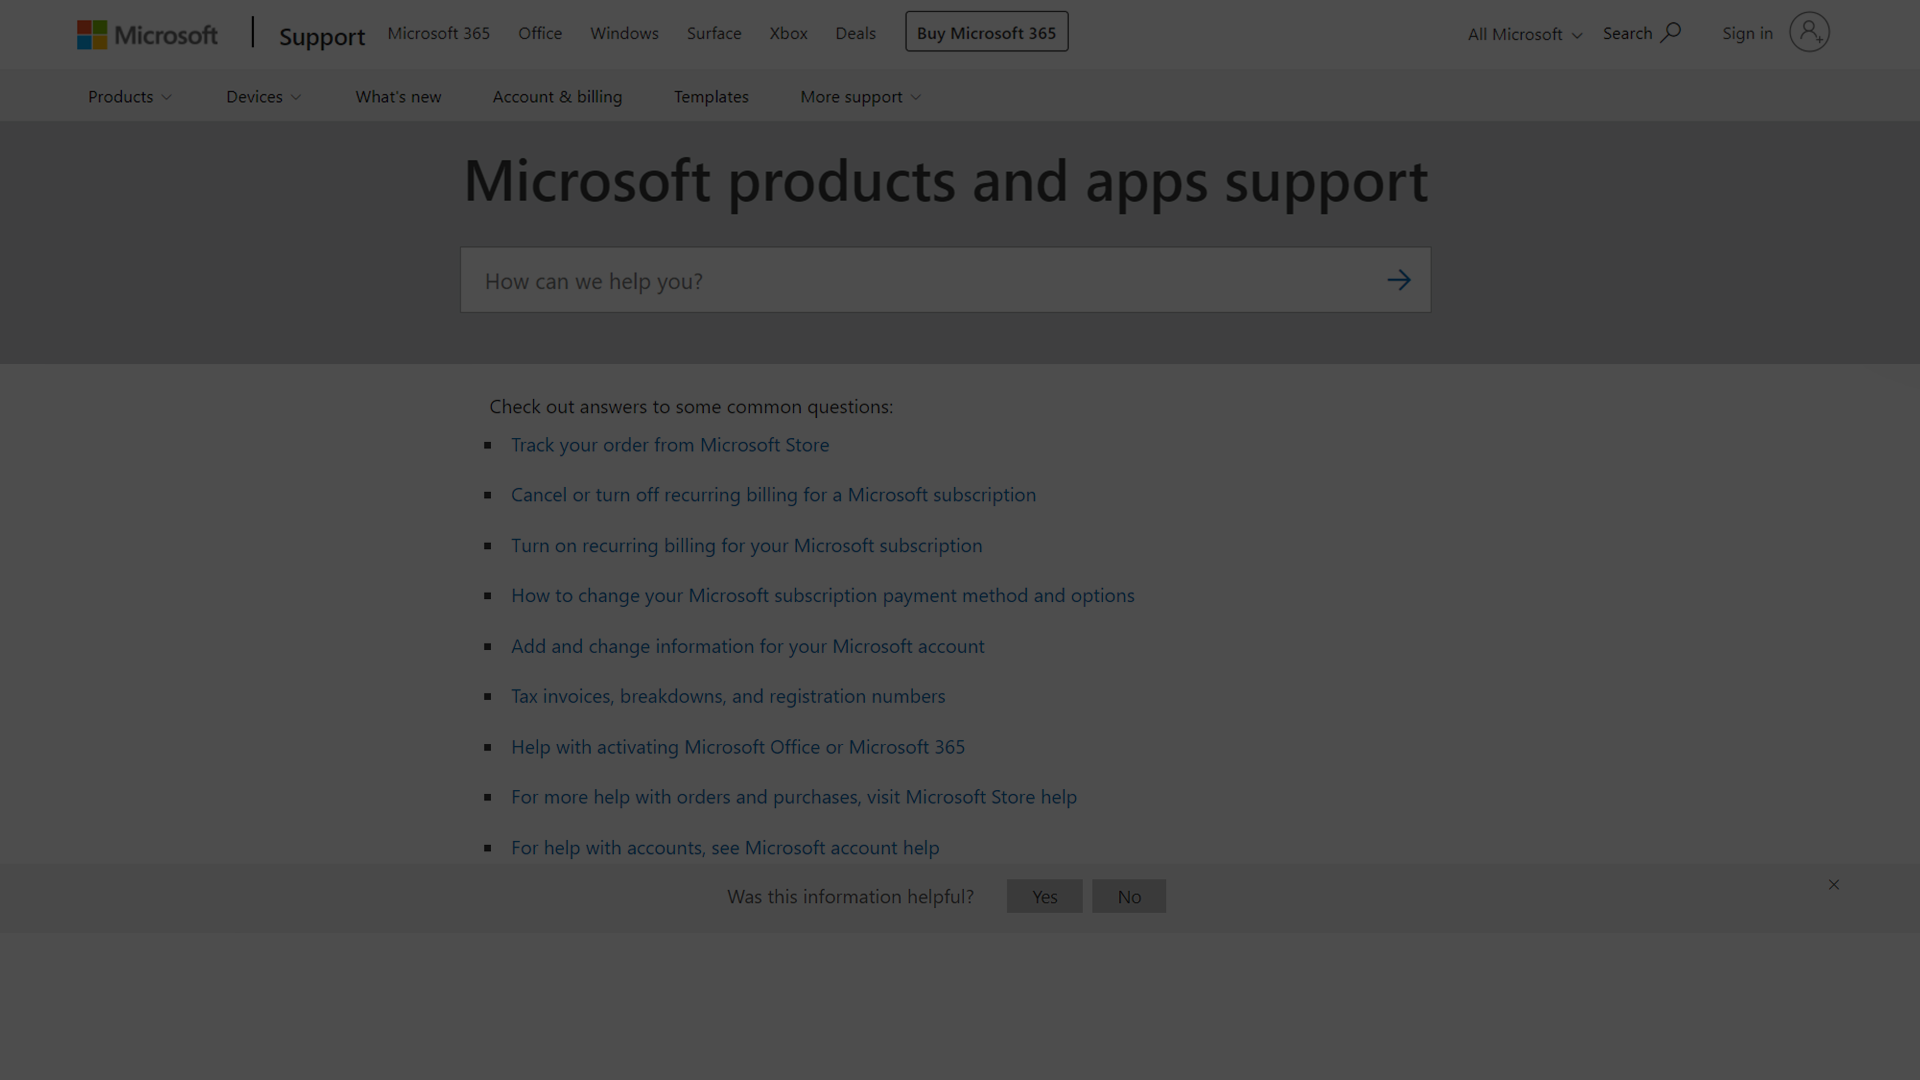 Microsoft
Support
Microsoft 365
Office
Windows
Surface
Xbox
Deals
Buy Microsoft 365
All Microsoft
Search
Sign in
Products
Devices
What's new
Account & billing
Templates
More support
Microsoft products and apps support
How can we help you?
Check out answers to some common questions:
Track your order from Microsoft Store
Cancel or turn off recurring billing for a Microsoft subscription
Turn on recurring billing for your Microsoft subscription
How to change your Microsoft subscription payment method and options
Add and change information for your Microsoft account
Tax invoices, breakdowns, and registration numbers
Help with activating Microsoft Office or Microsoft 365
For more help with orders and purchases, visit Microsoft Store help
For help with accounts, see Microsoft account help
Was this information helpful?
Yes
No